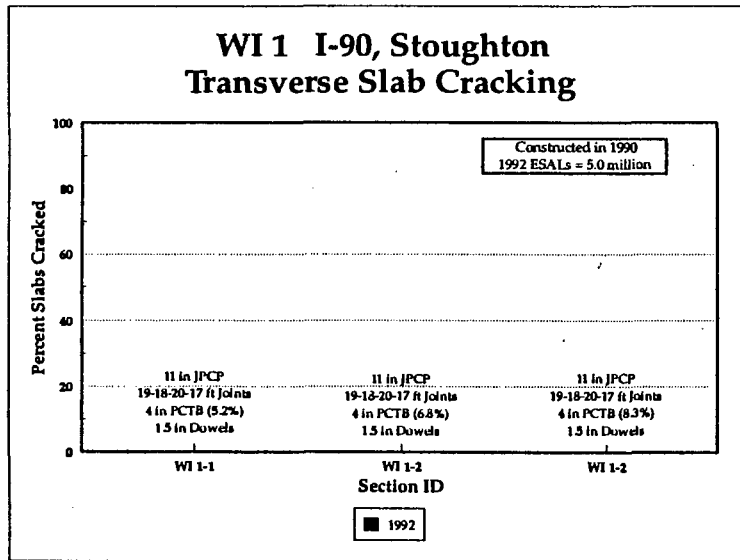 WI 1 I-90, Stoughton
Transverse Slab Cracking
Percent Slabs Cracked
100
80
60
40
20
0
Constructed in 1990
1992 ESALs = 5.0 million
11 in JPCP
19-18-20-17 ft Joints
4 in PCTB (5.2%)
1.5 in Dowels
11 in JPCP
19-18-20-17 ft Joints
4 in PCTB (6.8%)
1.5 in Dowels
11 in JPCP
19-18-20-17 ft Joints
4 in PCTB (8.3%)
1.5 in Dowels
WI 1-1
WI 1-2
WI 1-2
Section ID
1992